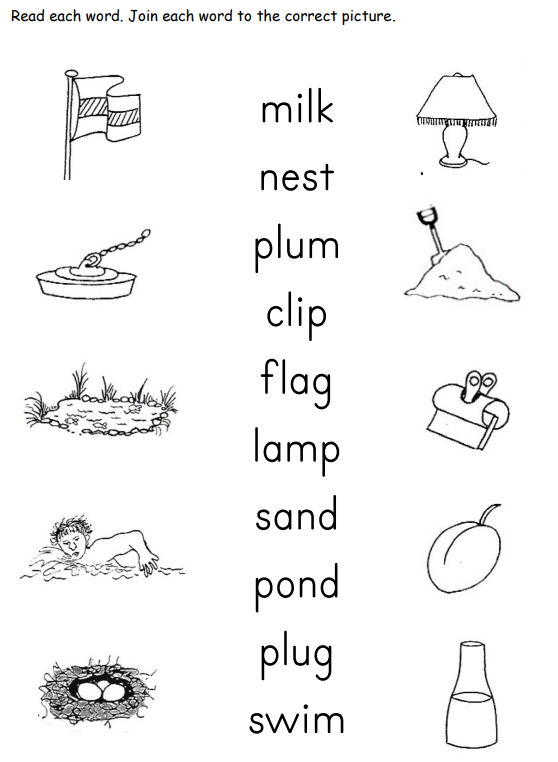 Read each word. Join each word to the correct picture.
milk
nest
plum
clip
flag
lamp
sand
pond
plug
swim